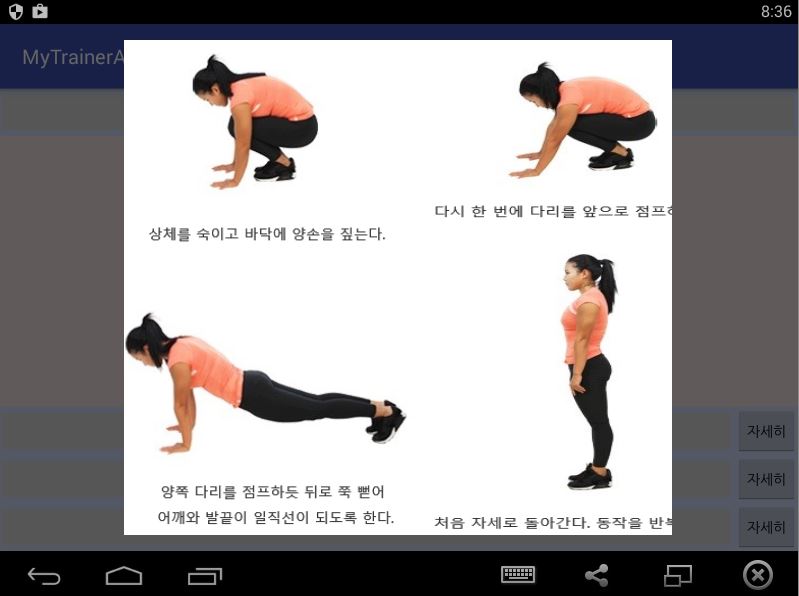 8:36
MyTrainerA
상체를 숙이고 바닥에 양손을 짚는다.
다시 한 번에 다리를 앞으로 점프하
양쪽 다리를 점프하듯 뒤로 쭉 뻗어
어깨와 발끝이 일직선이 되도록 한다.
처음 자세로 돌아간다. 동작을 반복
자세히
자세히
자세히